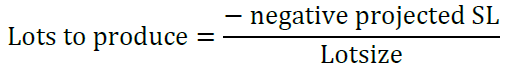 Lots to produce = − negative projected SL / Lotsize